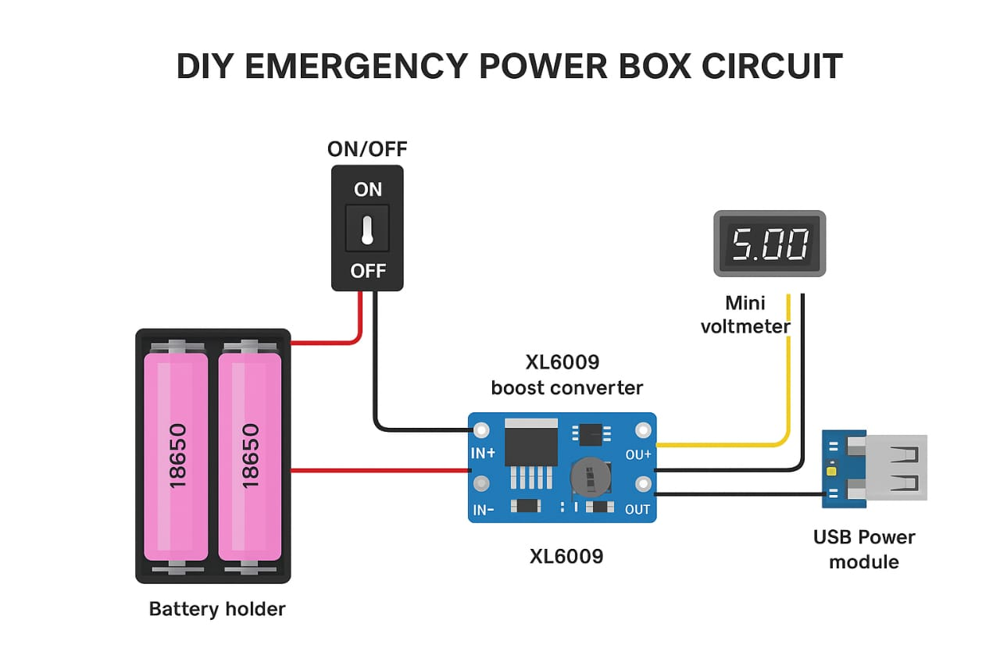 DIY EMERGENCY POWER BOX CIRCUIT
ON/OFF
ON
OFF
5.00
Mini
voltmeter
XL6009
boost converter
18650
18650
IN+
IN−
OU+
OUT
XL6009
USB Power
module
Battery holder